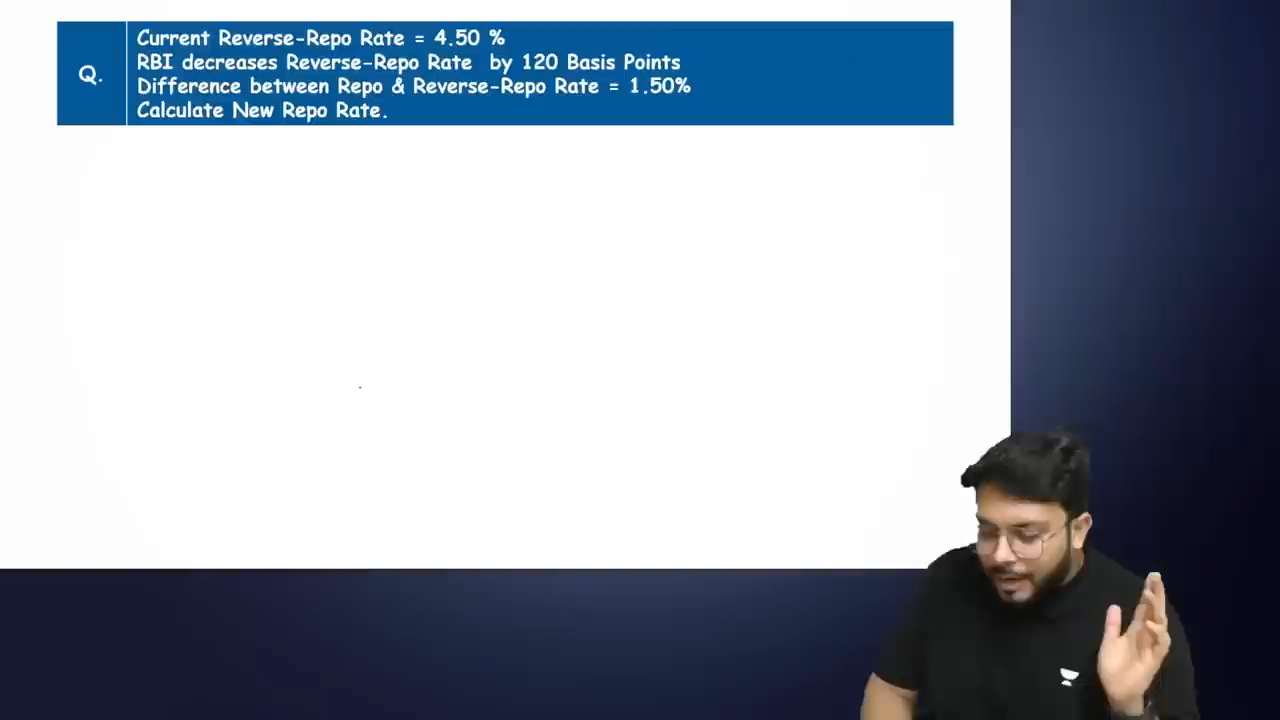 Q.
Current Reverse-Repo Rate = 4.50 %
RBI decreases Reverse-Repo Rate by 120 Basis Points
Difference between Repo & Reverse-Repo Rate = 1.50%
Calculate New Repo Rate.